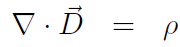 ∇ · D⃗ = ρ